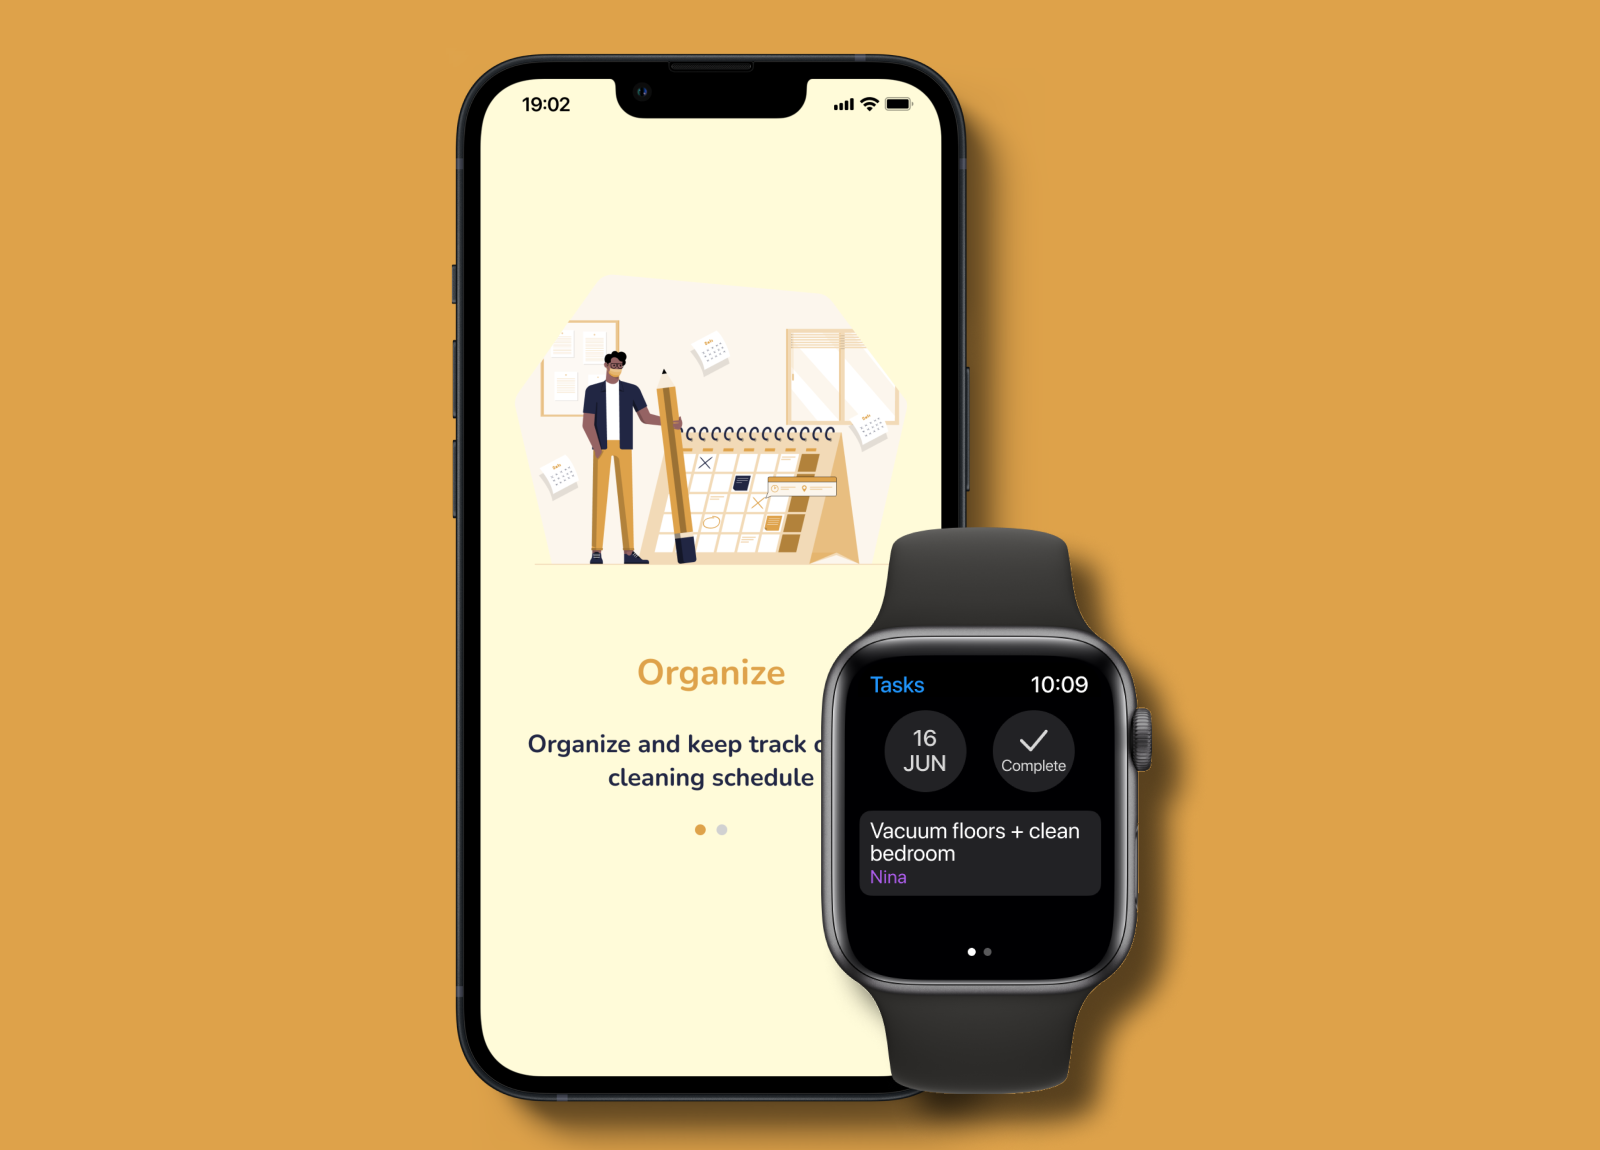 19:02
Organize
Organize and keep track
cleaning schedule
Tasks
10:09
16
JUN
Complete
Vacuum floors + clean
bedroom
Nina